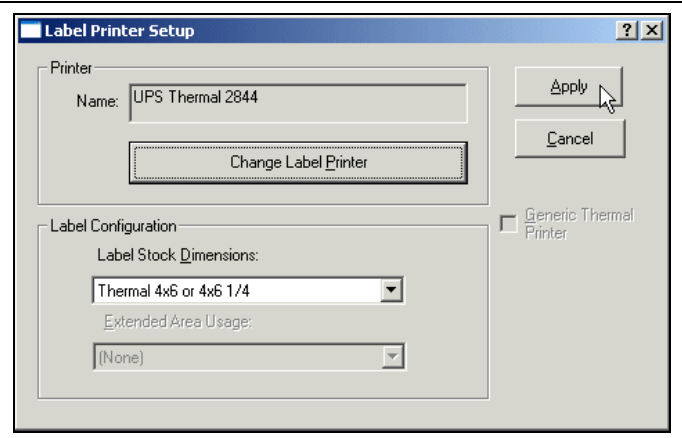 Label Printer Setup
Printer
Name: UPS Thermal 2844
Change Label Printer
Apply
Cancel
Generic Thermal
Printer
Label Configuration
Label Stock Dimensions:
Thermal 4x6 or 4x6 1/4
Extended Area Usage:
(None)